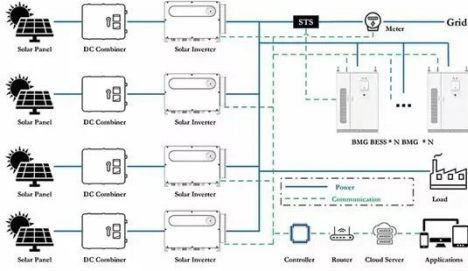 STS
Meter
Grid
Solar Panel DC Combiner Solar Inverter
BMG BESS * N BMG * N
Solar Panel DC Combiner Solar Inverter
Solar Panel DC Combiner Solar Inverter
Power
Communication
Load
Solar Panel DC Combiner Solar Inverter
Controller Router Cloud Server Applications